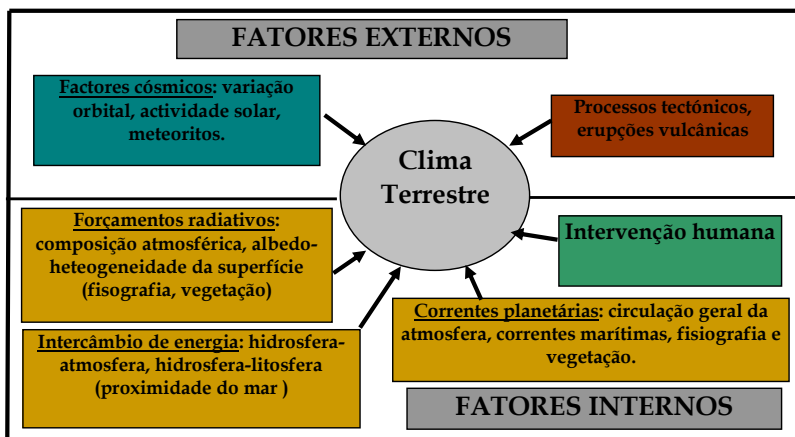 FATORES EXTERNOS
Factores cósmicos: variação
orbital, actividade solar,
meteoritos.
Processos tectónicos,
erupções vulcânicas
Clima
Terrestre
Forçamentos radiativos:
composição atmosférica, albedo-
heteogeneidade da superfície
(fisografia, vegetação)
Intervenção humana
Intercâmbio de energia: hidrosfera-
atmosfera, hidrosfera-litosfera
(proximidade do mar )
Correntes planetárias: circulação geral da
atmosfera, correntes marítimas, fisiografia e
vegetação.
FATORES INTERNOS